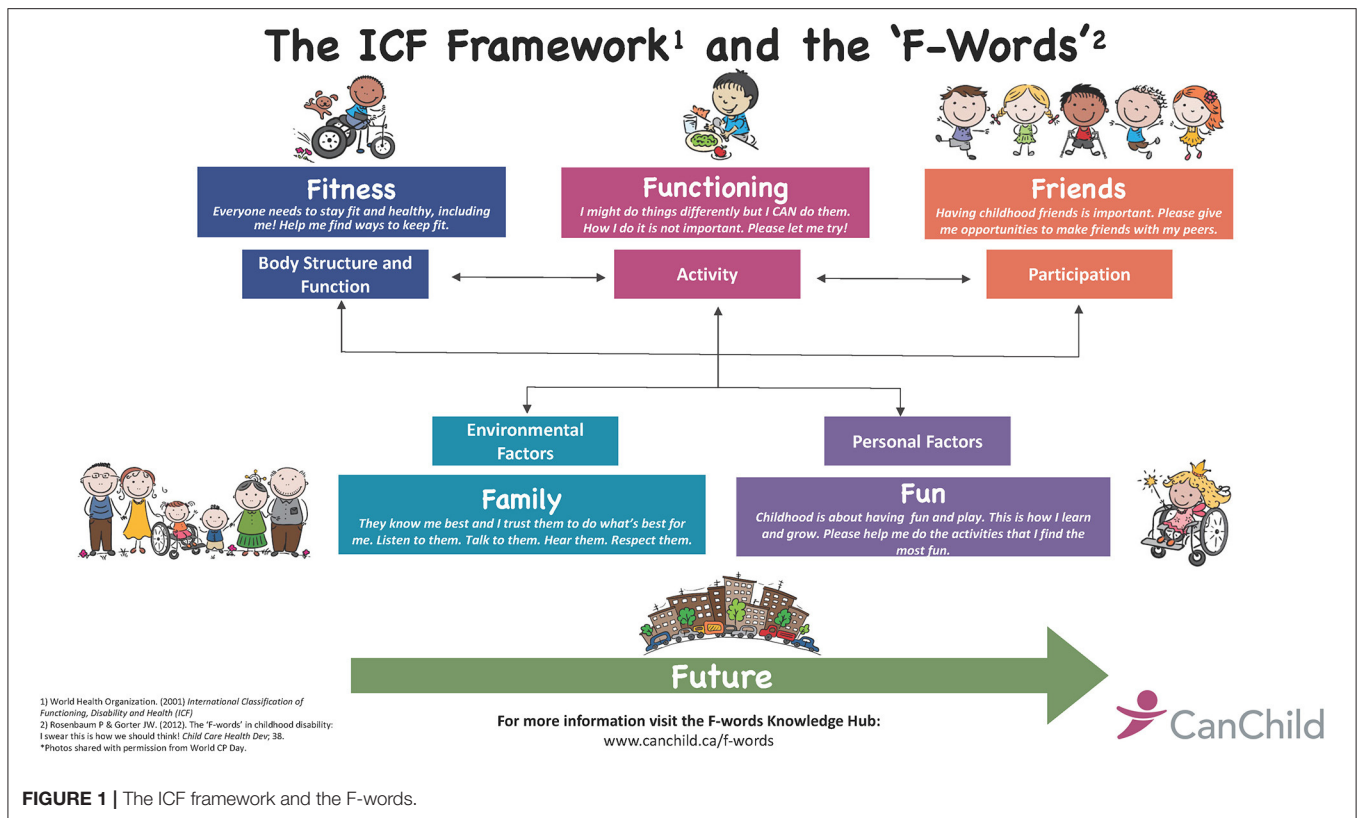 The ICF Framework¹ and the ‘F-Words’²
Fitness
Everyone needs to stay fit and healthy, including
me! Help me find ways to keep fit.
Functioning
I might do things differently but I CAN do them.
How I do it is not important. Please let me try!
Friends
Having childhood friends is important. Please give
me opportunities to make friends with my peers.
Body Structure and
Function
Activity
Participation
Environmental
Factors
Personal Factors
Family
They know me best and I trust them to do what’s best for
me. Listen to them. Talk to them. Hear them. Respect them.
Fun
Childhood is about having fun and play. This is how I learn
and grow. Please help me do the activities that I find the
most fun.
Future
1) World Health Organization. (2001) International Classification of
Functioning, Disability and Health (ICF)
2) Rosenbaum P & Gorter JW. (2012). The ‘F-words’ in childhood disability:
I swear this is how we should think! Child Care Health Dev; 38.
*Photos shared with permission from World CP Day.
For more information visit the F-words Knowledge Hub:
www.canchild.ca/f-words
CanChild
FIGURE 1 | The ICF framework and the F-words.